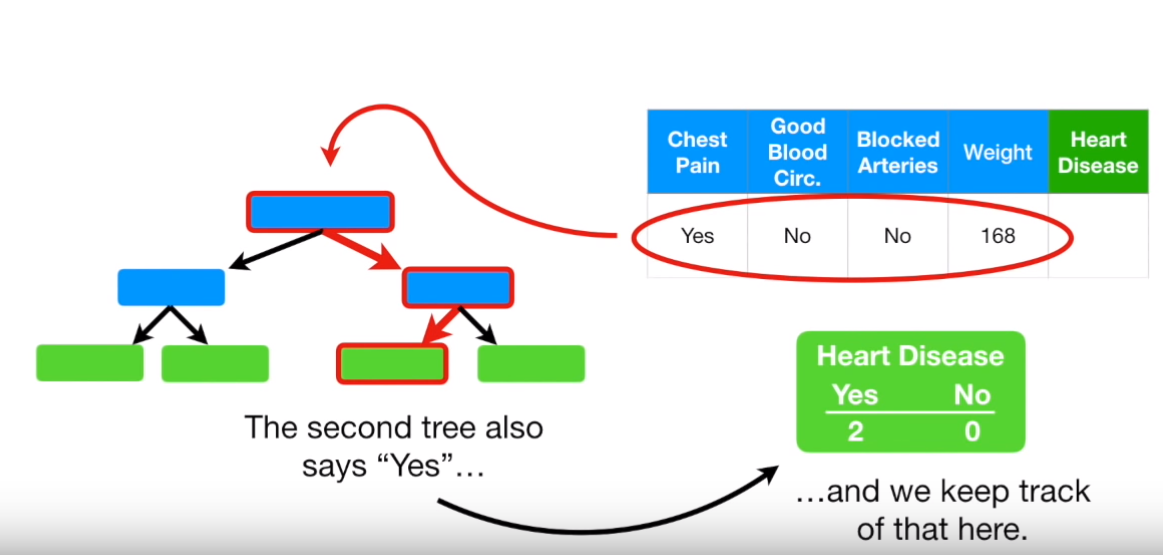 Chest
Pain
Good
Blood
Circ.
Blocked
Arteries
Weight
Heart
Disease
Yes
No
No
168
Heart Disease
Yes No
2 0
The second tree also
says “Yes”…
…and we keep track
of that here.